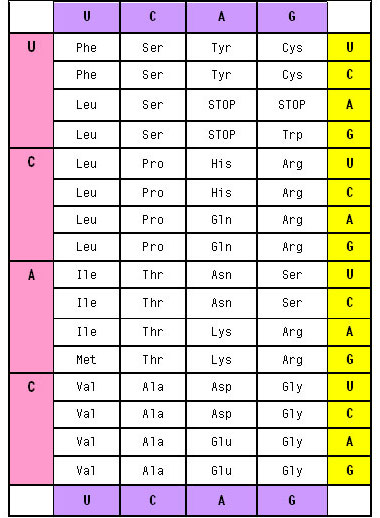 U C A G
U Phe Ser Tyr Cys U
Phe Ser Tyr Cys C
Leu Ser STOP STOP A
Leu Ser STOP Trp G
C Leu Pro His Arg U
Leu Pro His Arg C
Leu Pro Gln Arg A
Leu Pro Gln Arg G
A Ile Thr Asn Ser U
Ile Thr Asn Ser C
Ile Thr Lys Arg A
Met Thr Lys Arg G
C Val Ala Asp Gly U
Val Ala Asp Gly C
Val Ala Glu Gly A
Val Ala Glu Gly G
U C A G